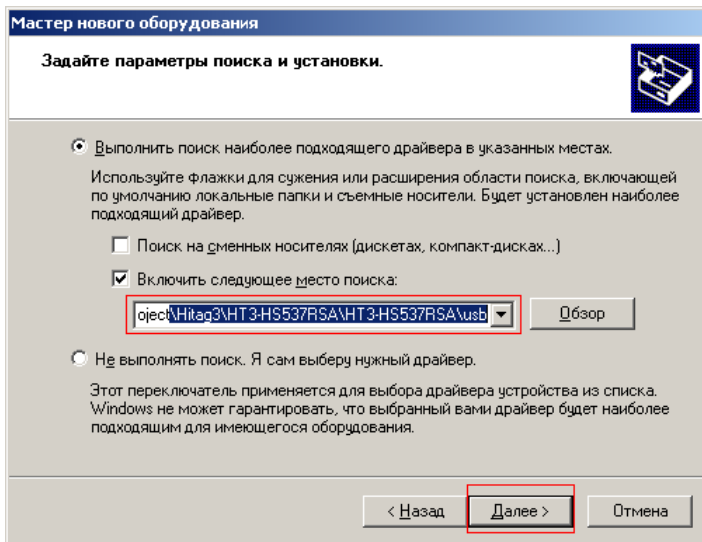 Мастер нового оборудования
Задайте параметры поиска и установки.
Выполнить поиск наиболее подходящего драйвера в указанных местах.
Используйте флажки для сужения или расширения области поиска, включающей
по умолчанию локальные папки и съемные носители. Будет установлен наиболее
подходящий драйвер.
Поиск на сменных носителях (дискетах, компакт-дисках...)
Включить следующее место поиска:
oject\Hitag3\HT3-HS537RSA\HT3-HS537RSA\usb
Обзор
Не выполнять поиск. Я сам выберу нужный драйвер.
Этот переключатель применяется для выбора драйвера устройства из списка.
Windows не может гарантировать, что выбранный вами драйвер будет наиболее
подходящим для имеющегося оборудования.
< Назад
Далее >
Отмена